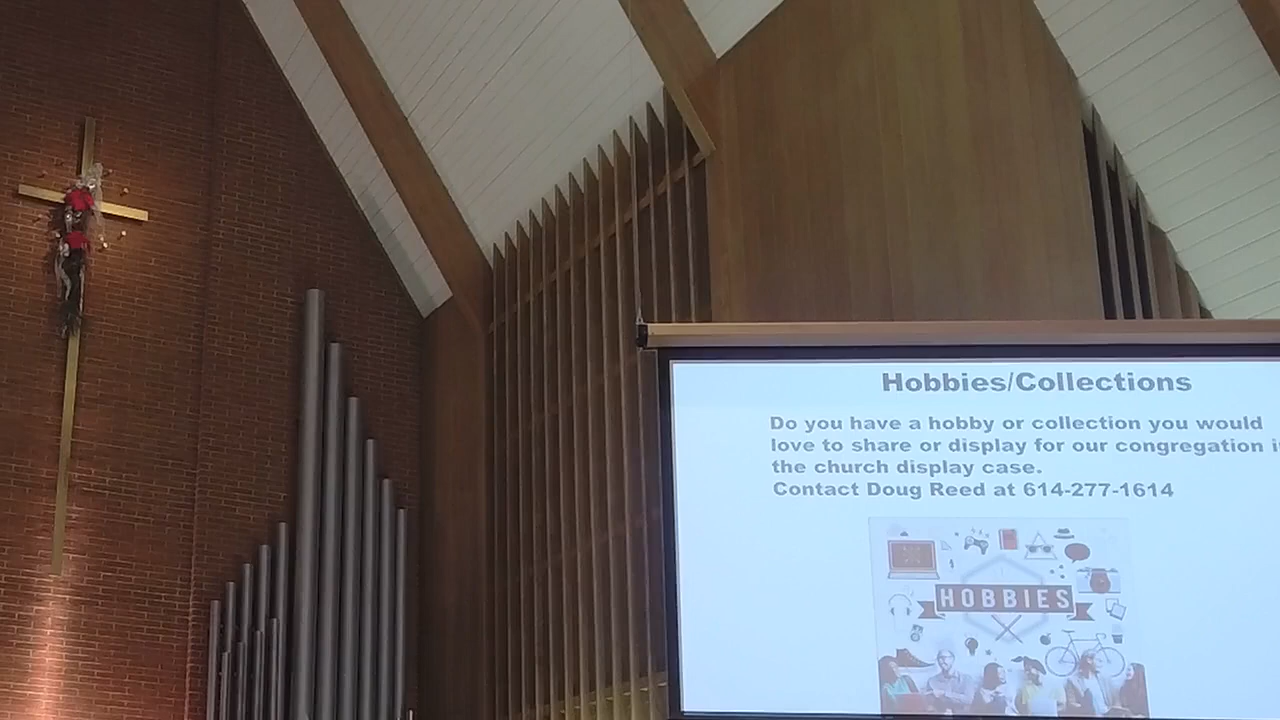 Hobbies/Collections
Do you have a hobby or collection you would
love to share or display for our congregation
the church display case.
Contact Doug Reed at 614-277-1614
HOBBIES